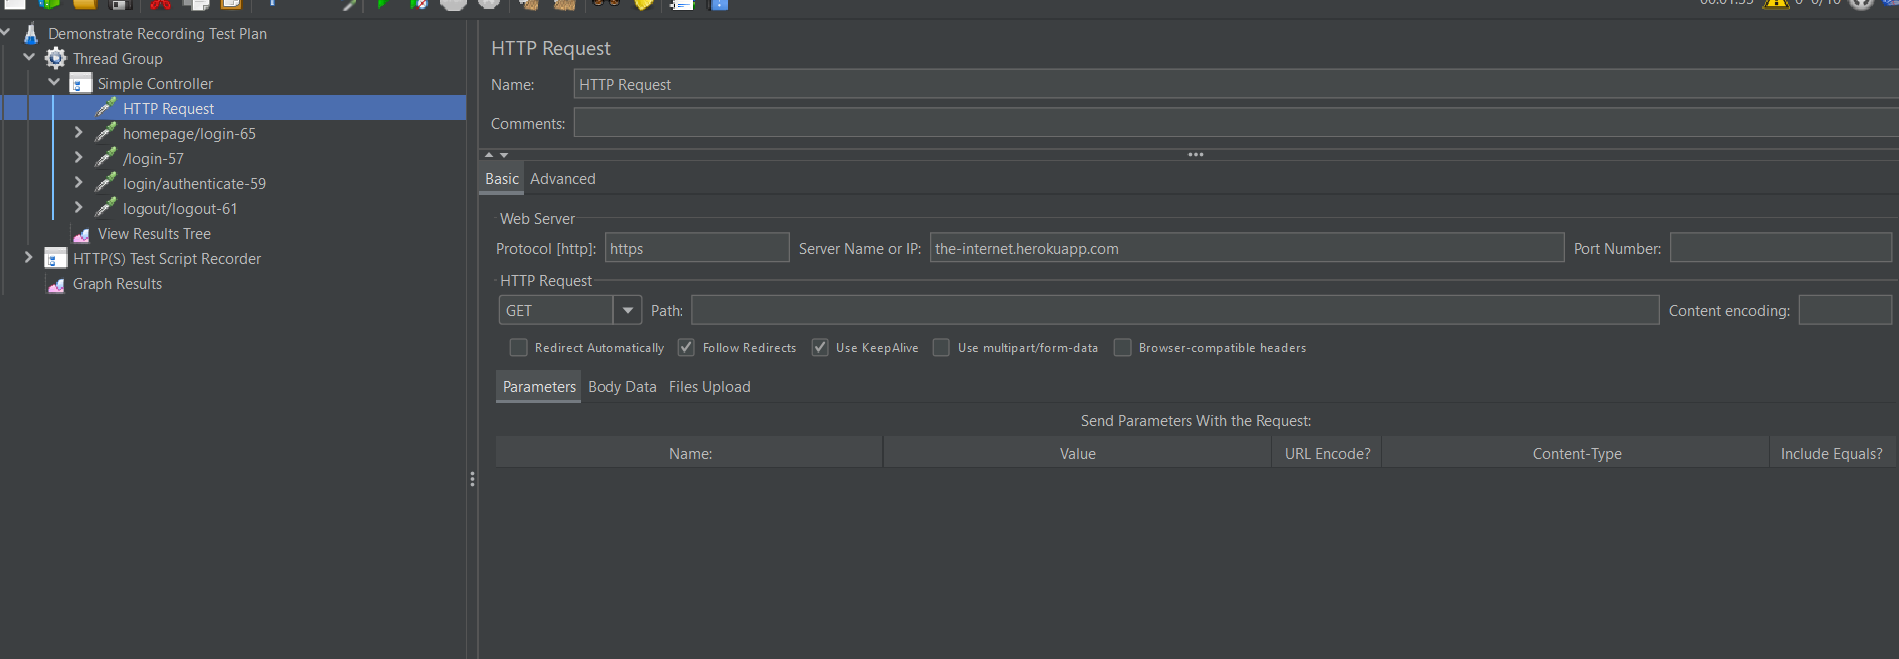 Demonstrate Recording Test Plan
Thread Group
Simple Controller
HTTP Request
homepage/login-65
/login-57
login/authenticate-59
logout/logout-61
View Results Tree
HTTP(S) Test Script Recorder
Graph Results
HTTP Request
Name: HTTP Request
Comments:
Basic Advanced
Web Server
Protocol [http]: https Server Name or IP: the-internet.herokuapp.com Port Number:
HTTP Request
GET Path: Content encoding:
Redirect Automatically Follow Redirects Use KeepAlive Use multipart/form-data Browser-compatible headers
Parameters Body Data Files Upload
Send Parameters With the Request:
Name: Value URL Encode? Content-Type Include Equals?